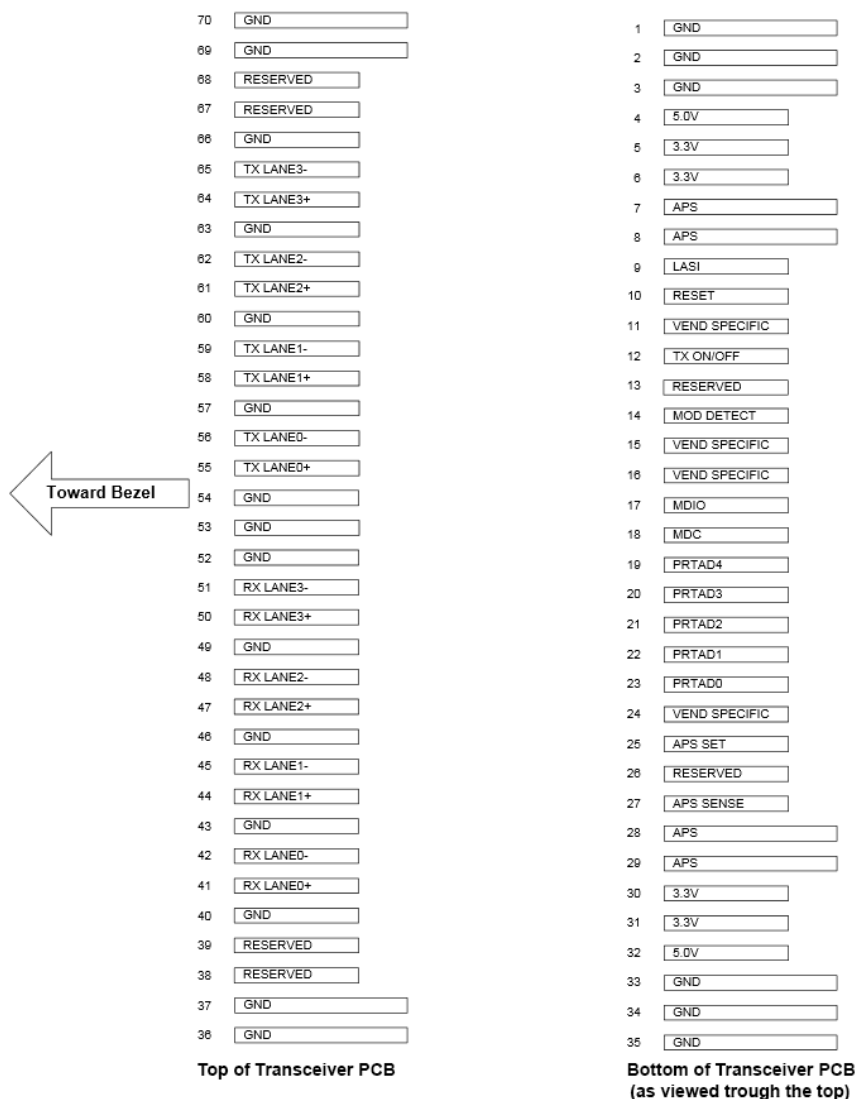 70 GND
69 GND
68 RESERVED
67 RESERVED
66 GND
65 TX LANE3-
64 TX LANE3+
63 GND
62 TX LANE2-
61 TX LANE2+
60 GND
59 TX LANE1-
58 TX LANE1+
57 GND
56 TX LANE0-
55 TX LANE0+
54 GND
53 GND
52 GND
51 RX LANE3-
50 RX LANE3+
49 GND
48 RX LANE2-
47 RX LANE2+
46 GND
45 RX LANE1-
44 RX LANE1+
43 GND
42 RX LANE0-
41 RX LANE0+
40 GND
39 RESERVED
38 RESERVED
37 GND
36 GND
Top of Transceiver PCB
Toward Bezel
1 GND
2 GND
3 GND
4 5.0V
5 3.3V
6 3.3V
7 APS
8 APS
9 LASI
10 RESET
11 VEND SPECIFIC
12 TX ON/OFF
13 RESERVED
14 MOD DETECT
15 VEND SPECIFIC
16 VEND SPECIFIC
17 MDIO
18 MDC
19 PRTAD4
20 PRTAD3
21 PRTAD2
22 PRTAD1
23 PRTAD0
24 VEND SPECIFIC
25 APS SET
26 RESERVED
27 APS SENSE
28 APS
29 APS
30 3.3V
31 3.3V
32 5.0V
33 GND
34 GND
35 GND
Bottom of Transceiver PCB
(as viewed trough the top)